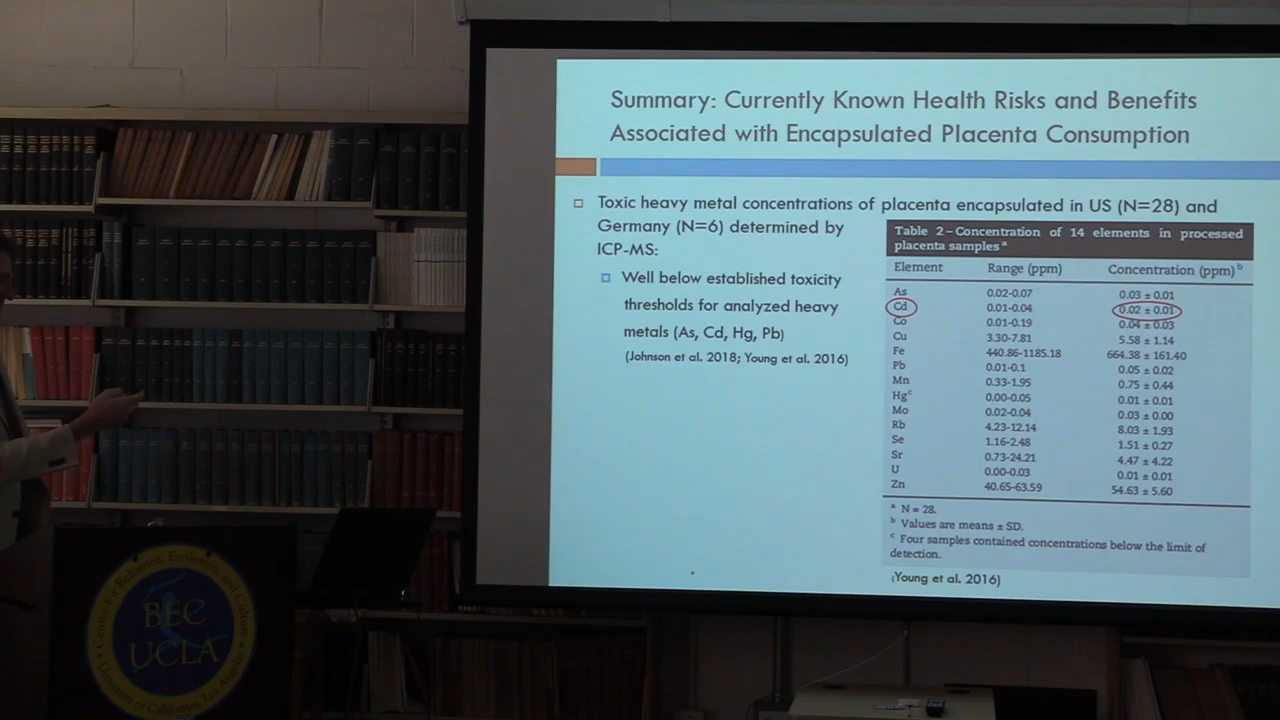 Summary: Currently Known Health Risks and Benefits
Associated with Encapsulated Placenta Consumption
Toxic heavy metal concentrations of placenta encapsulated in US (N=28) and
Germany (N=6) determined by
ICP-MS:
Well below established toxicity
thresholds for analyzed heavy
metals (As, Cd, Hg, Pb)
(Johnson et al. 2018; Young et al. 2016)
Table 2 – Concentration of 14 elements in processed
placenta samples a
Element Range (ppm) Concentration (ppm) b
As 0.02-0.07 0.03 ± 0.01
Cd 0.01-0.04 0.02 ± 0.01
Co 0.01-0.19 0.04 ± 0.03
Cu 3.30-7.81 5.58 ± 1.14
Fe 440.86-1185.18 664.38 ± 161.40
Pb 0.01-0.1 0.05 ± 0.02
Mn 0.33-1.95 0.75 ± 0.44
Hg c 0.00-0.05 0.01 ± 0.01
Mo 0.02-0.04 0.03 ± 0.00
Rb 4.23-12.14 8.03 ± 1.93
Se 1.16-2.48 1.51 ± 0.27
Sr 0.73-24.21 4.47 ± 4.22
U 0.00-0.03 0.01 ± 0.01
Zn 40.65-63.59 54.63 ± 5.60
a N = 28.
b Values are means ± SD.
c Four samples contained concentrations below the limit of
detection.
(Young et al. 2016)
Center for Behavior, Evolution, and Culture
BEC
UCLA
University of California, Los Angeles